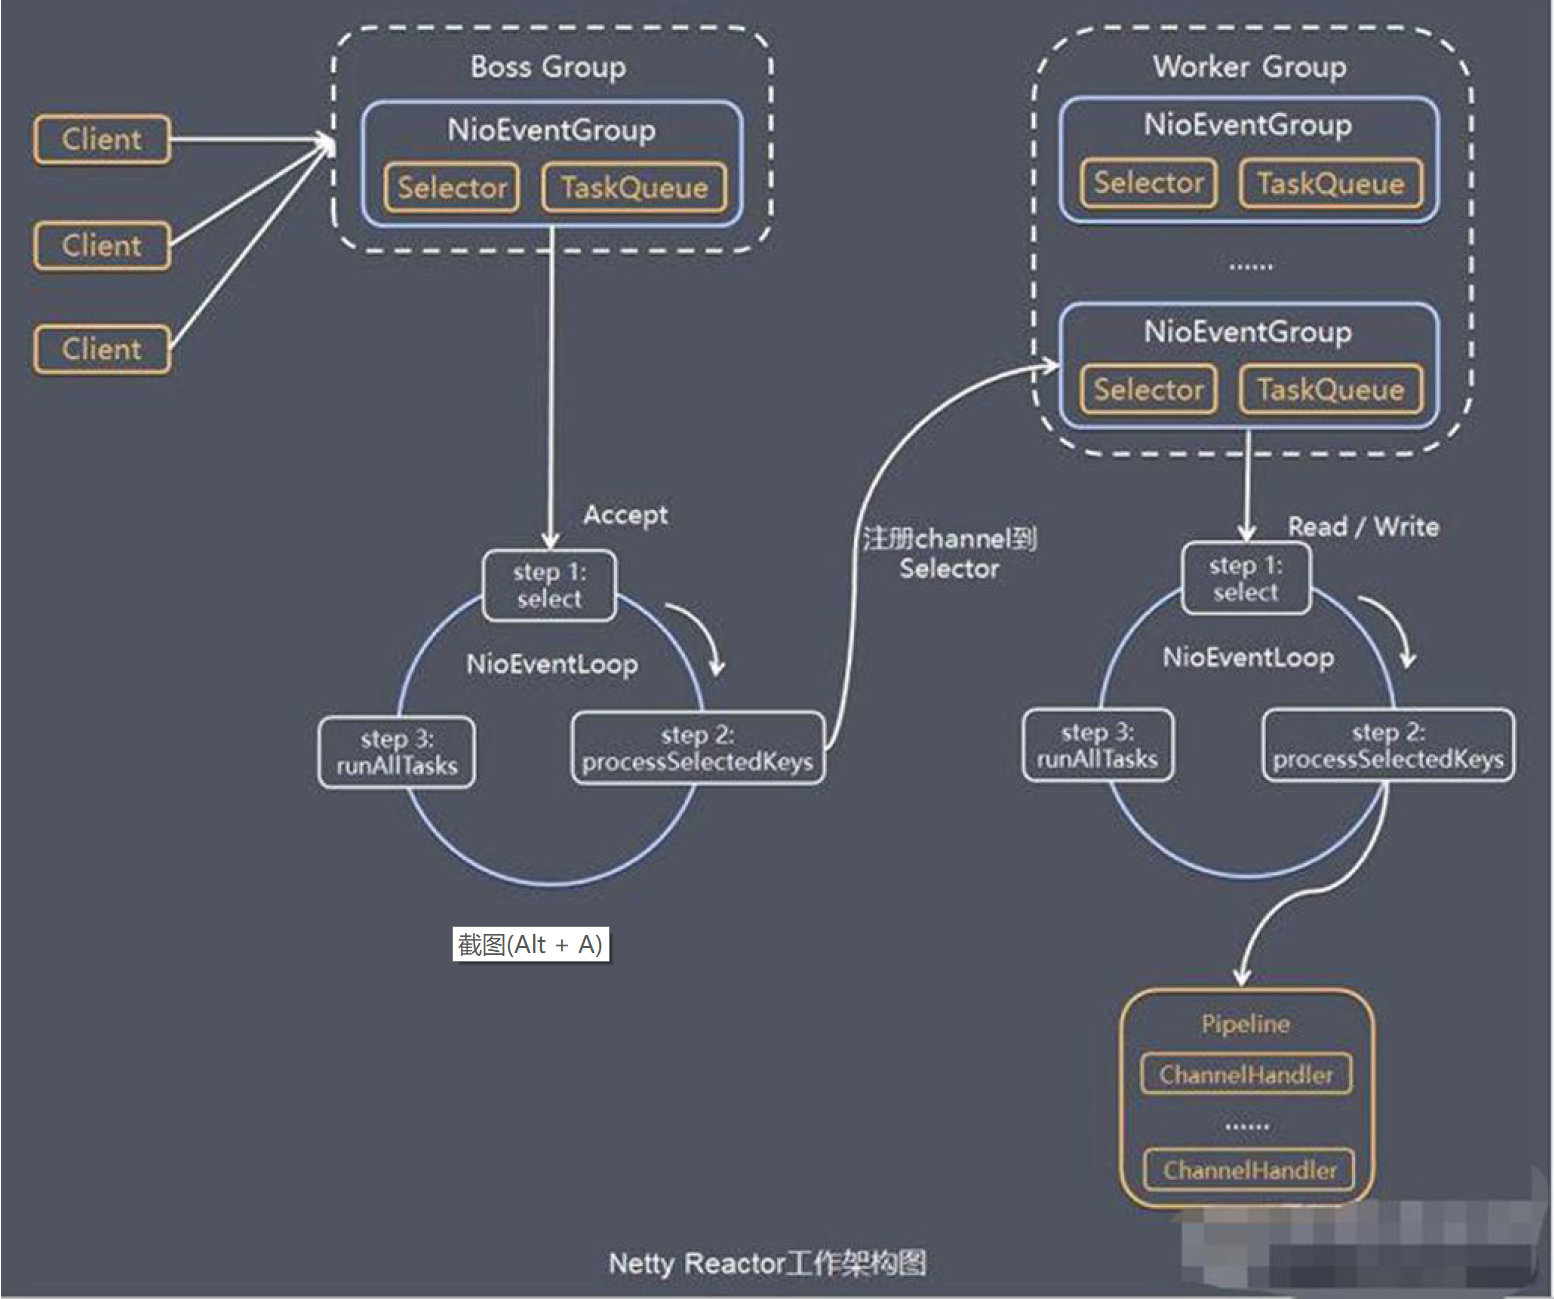 Boss Group
NioEventGroup
Selector
TaskQueue
Client
Client
Client
Accept
step 1:
select
NioEventLoop
step 2:
processSelectedKeys
step 3:
runAllTasks
注册channel到
Selector
Worker Group
NioEventGroup
Selector
TaskQueue
......
NioEventGroup
Selector
TaskQueue
Read / Write
step 1:
select
NioEventLoop
step 2:
processSelectedKeys
step 3:
runAllTasks
Pipeline
ChannelHandler
......
ChannelHandler
截图(Alt + A)
Netty Reactor工作架构图